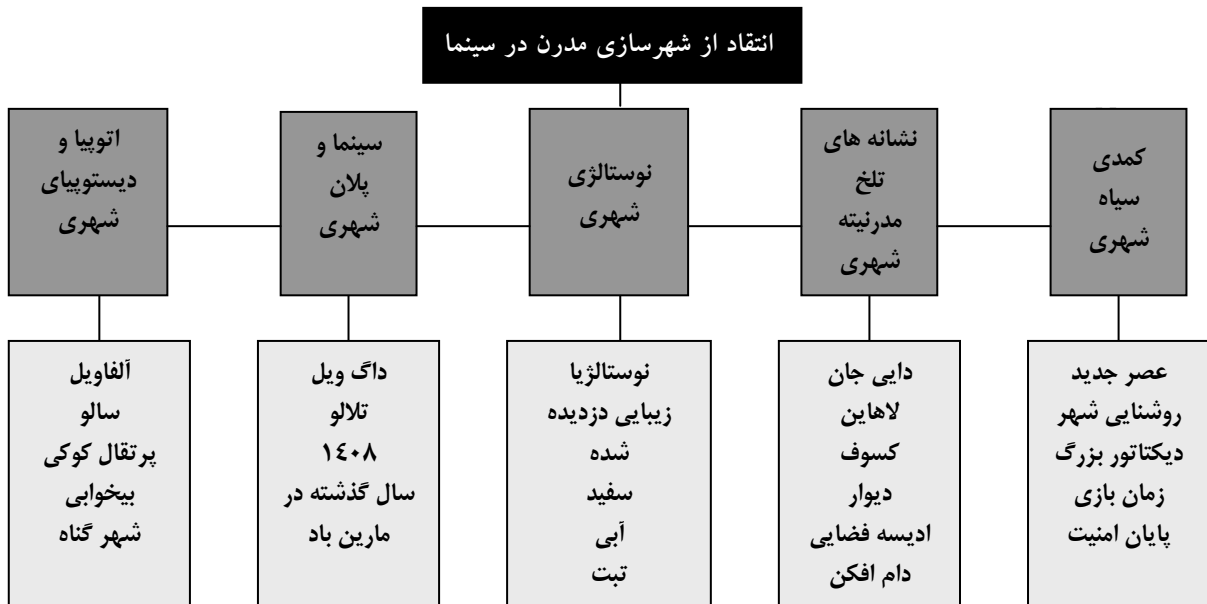 انتقاد از شهرسازی مدرن در سینما
کمدی
سیاه
شهری
نشانه های
تلخ
مدرنیته
شهری
نوستالژی
شهری
سینما و
پلان
شهری
اتوپیا و
دیستوپیای
شهری
عصر جدید
روشنایی شهر
دیکتاتور بزرگ
زمان بازی
پایان امنیت
دایی جان
لاهاین
کسوف
دیوار
ادیسه فضایی
دام افکن
نوستالژیا
زیبایی دزدیده
شده
سفید
آبی
تبت
داگ ویل
تلالو
۱٤۰۸
سال گذشته در
مارین باد
آلفاویل
سالو
پرتقال کوکی
بیخوابی
شهر گناه